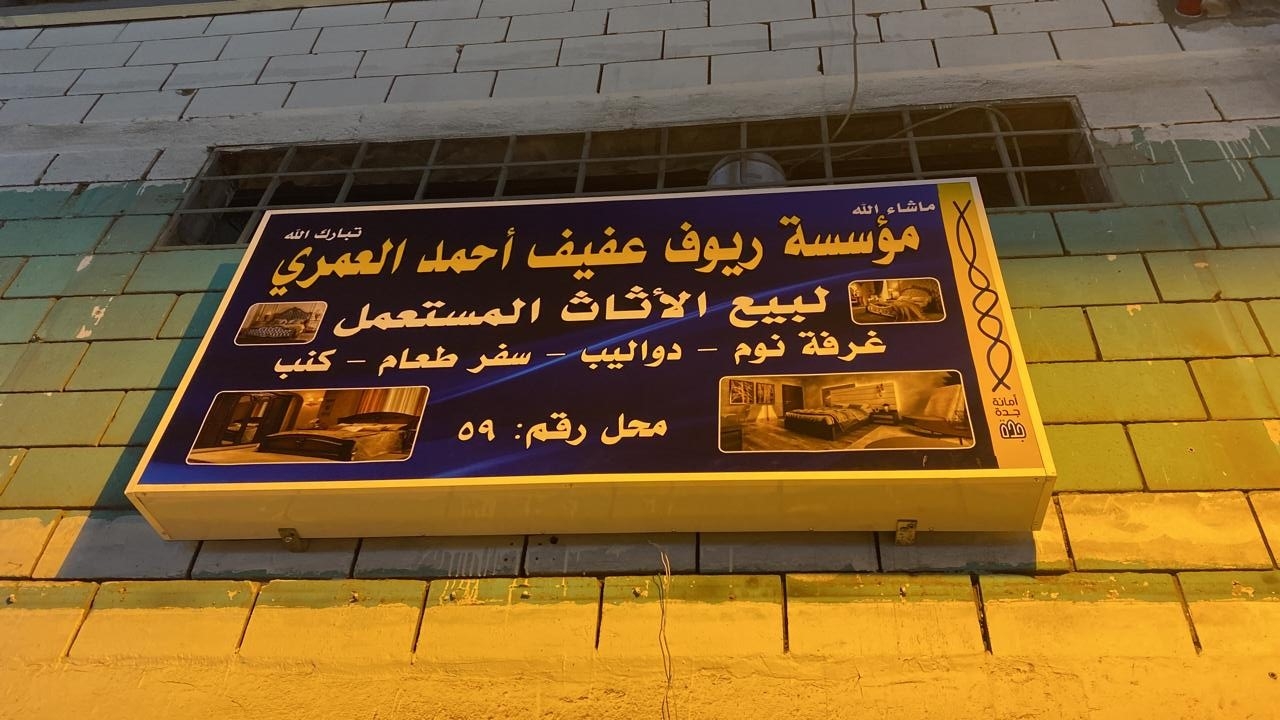 ماشاء الله
تبارك الله
مؤسسة ريوف عفيف أحمد العمري
لبيع الأثاث المستعمل
غرفة نوم – دواليب – سفر طعام – كنب
محل رقم: ٥٩
أمانة
جدة
جدة